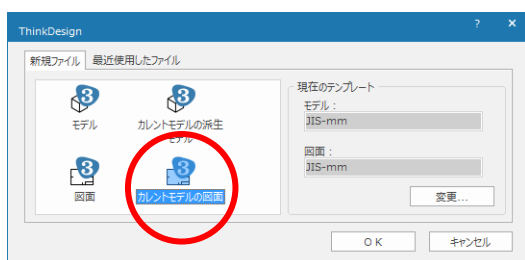 ThinkDesign
? ×
新規ファイル 最近使用したファイル
モデル
カレントモデルの派生
モデル
図面
カレントモデルの図面
現在のテンプレート
モデル :
JIS-mm
図面 :
JIS-mm
変更...
OK
キャンセル